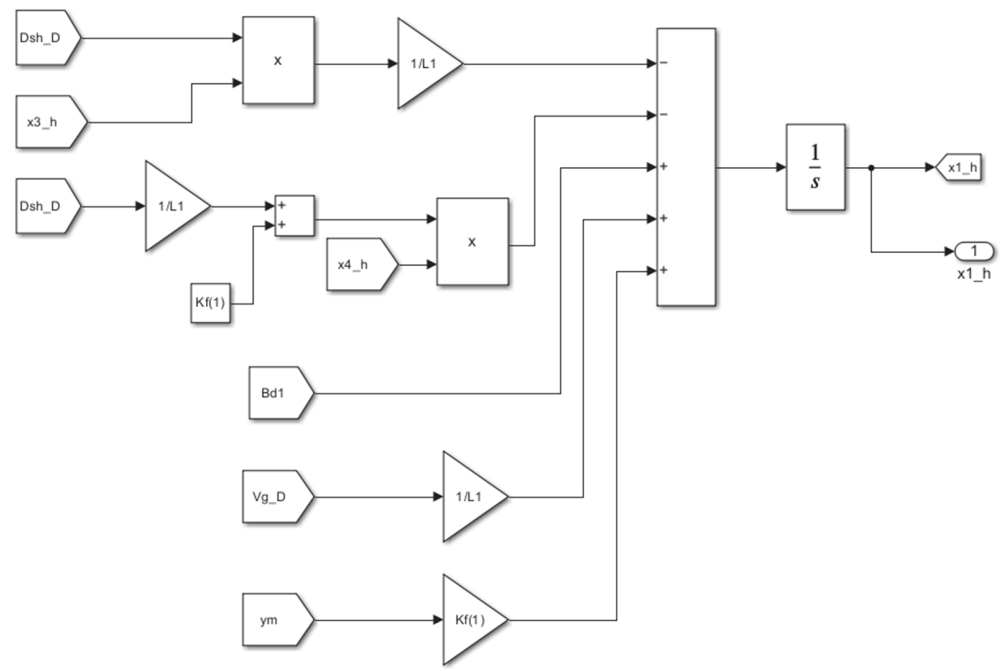 Dsh_D
x
1/L1
x3_h
−
−
+
+
+
1
s
x1_h
1
x1_h
Dsh_D
1/L1
+
+
Kf(1)
x4_h
x
Bd1
Vg_D
1/L1
ym
Kf(1)